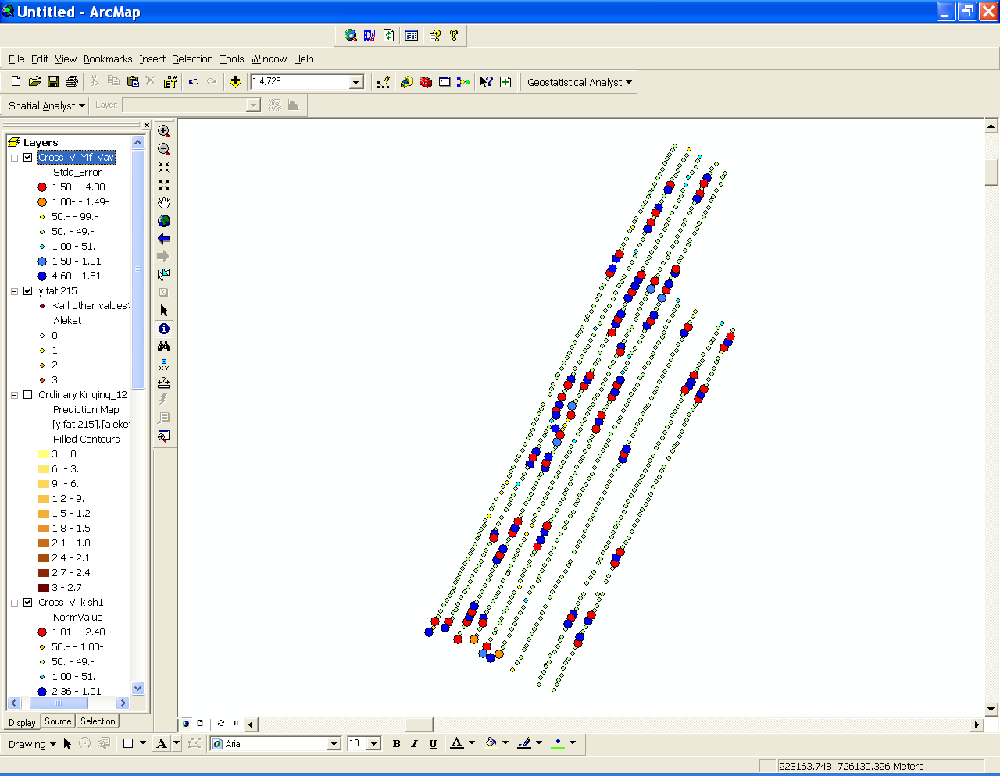 Untitled - ArcMap
File Edit View Bookmarks Insert Selection Tools Window Help
1:4,729
Geostatistical Analyst
Spatial Analyst
Layer:
Layers
Cross_V_Yif_Vav
Stdd_Error
1.50- - 4.80-
1.00- - 1.49-
50.- - 99.-
50. - 49.-
1.00 - 51.
1.50 - 1.01
4.60 - 1.51
yifat 215
<all other values>
Aleket
0
1
2
3
Ordinary Kriging_12
Prediction Map
[yifat 215].[aleket
Filled Contours
3. - 0
6. - 3.
9. - 6.
1.2 - 9.
1.5 - 1.2
1.8 - 1.5
2.1 - 1.8
2.4 - 2.1
2.7 - 2.4
3 - 2.7
Cross_V_kish1
NormValue
1.01- - 2.48-
50.- - 1.00-
50. - 49.-
1.00 - 51.
2.36 - 1.01
Display Source Selection
Drawing
A
Arial
10
B I U A
223163.748 726130.326 Meters